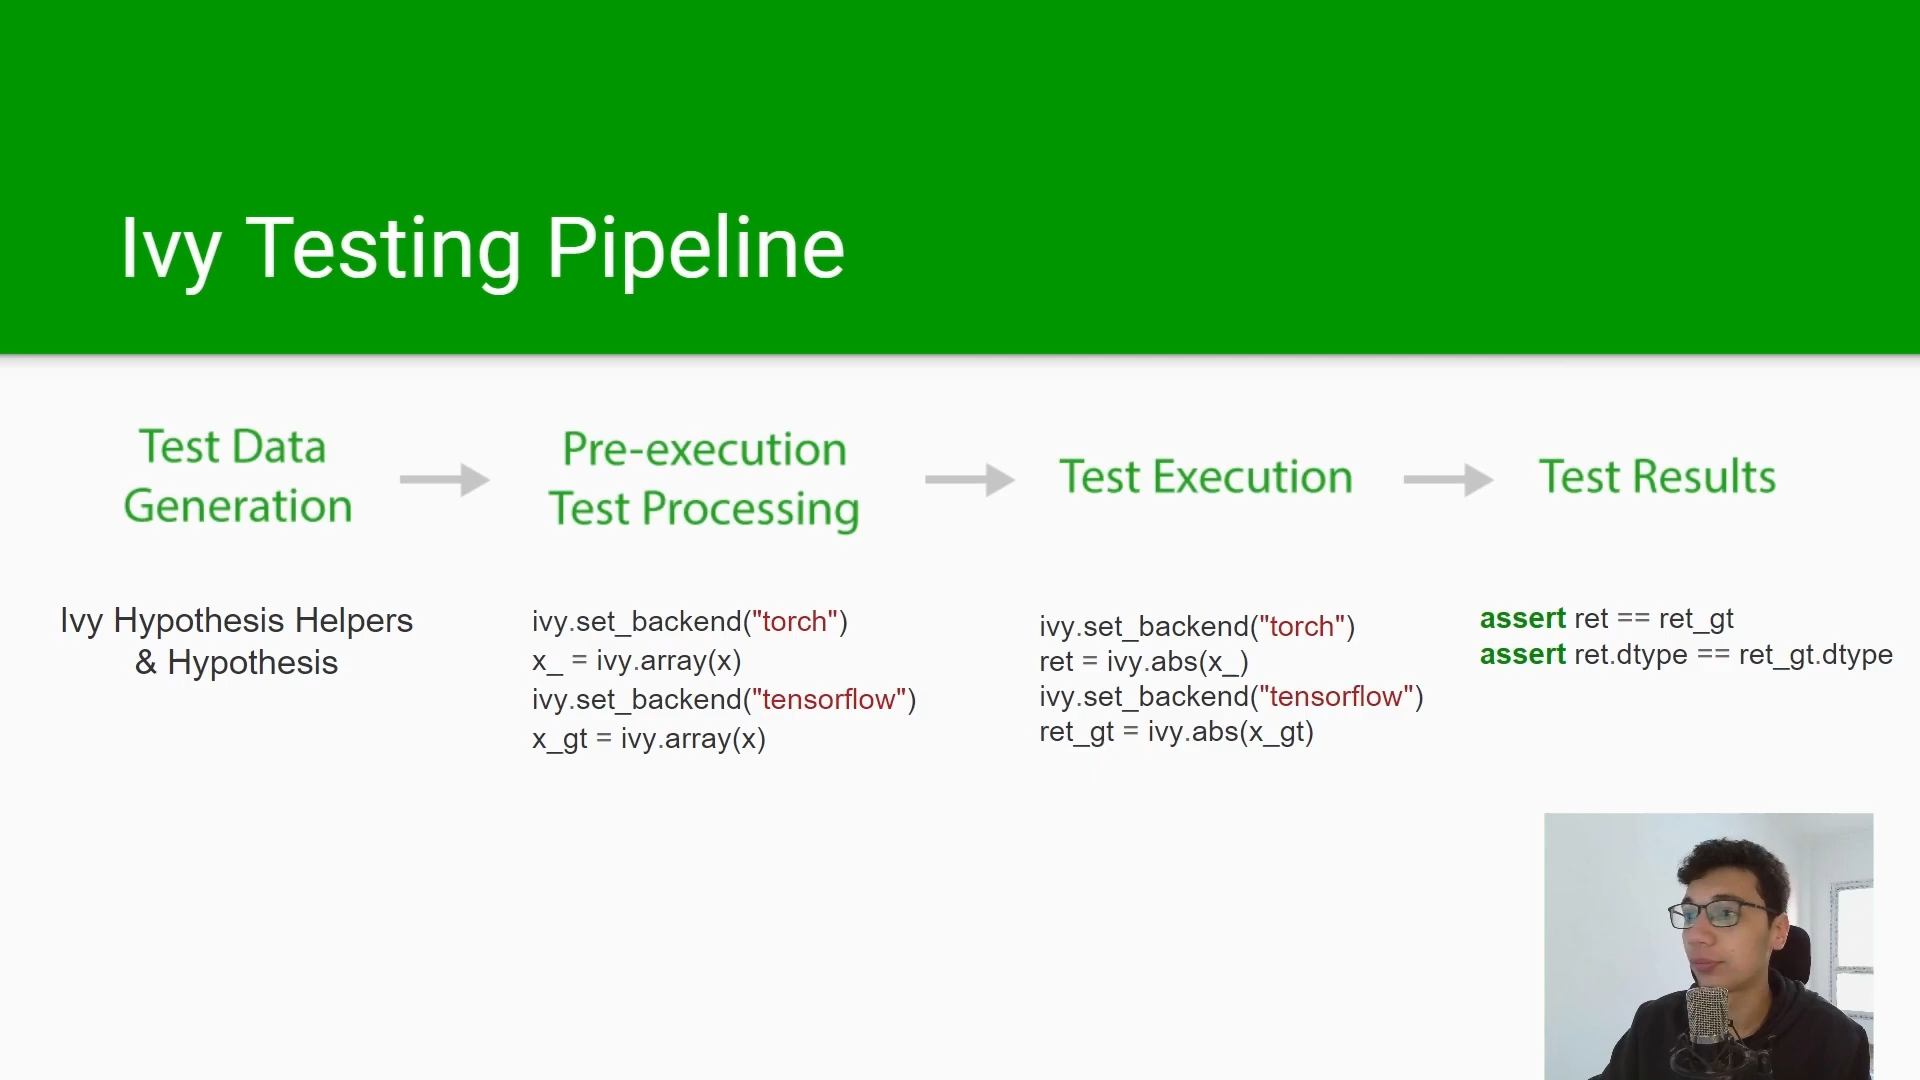 Ivy Testing Pipeline
Test Data
Generation
Pre-execution
Test Processing
Test Execution
Test Results
Ivy Hypothesis Helpers
& Hypothesis
ivy.set_backend("torch")
x_ = ivy.array(x)
ivy.set_backend("tensorflow")
x_gt = ivy.array(x)
ivy.set_backend("torch")
ret = ivy.abs(x_)
ivy.set_backend("tensorflow")
ret_gt = ivy.abs(x_gt)
assert ret == ret_gt
assert ret.dtype == ret_gt.dtype